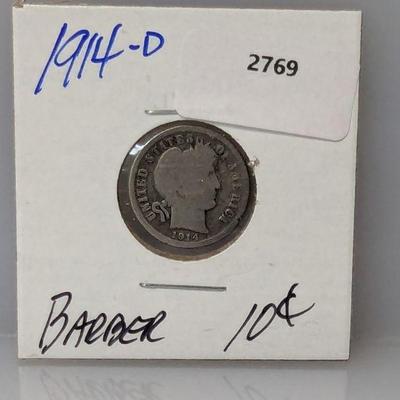 1914-D
2769
UNITED STATES OF AMERICA
1914
BARBER 10¢